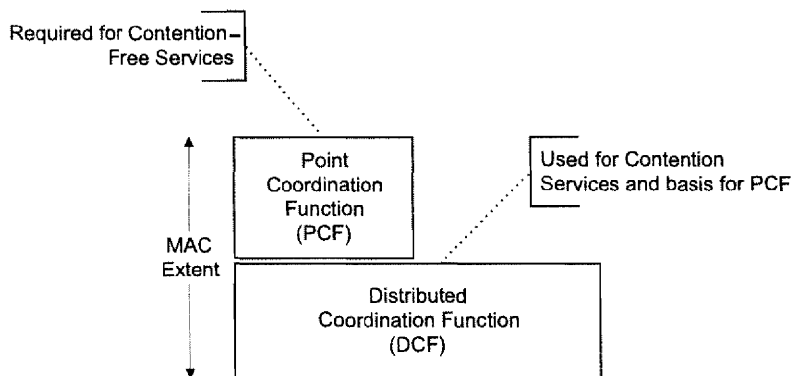 Required for Contention–
Free Services
Point
Coordination
Function
(PCF)
Used for Contention
Services and basis for PCF
MAC
Extent
Distributed
Coordination Function
(DCF)